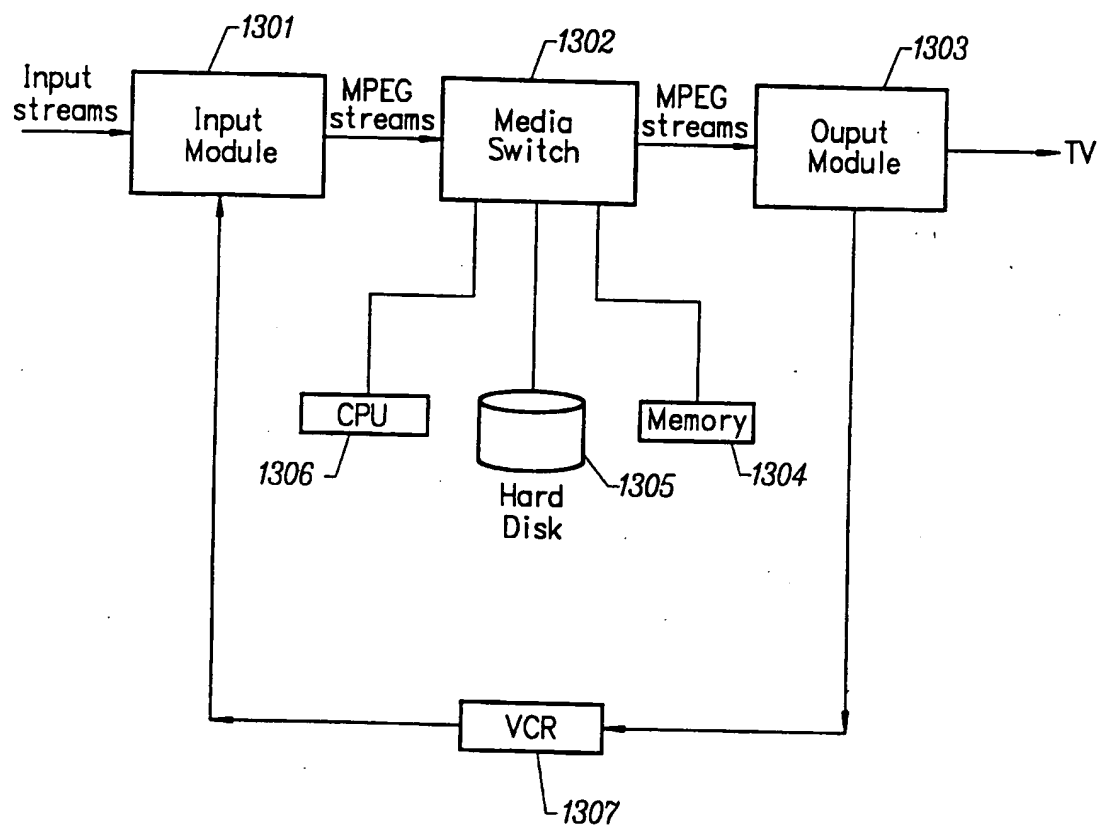 1301
1302
1303
Input
streams
Input
Module
MPEG
streams
Media
Switch
MPEG
streams
Ouput
Module
TV
CPU
1306
Hard
Disk
1305
Memory
1304
VCR
1307